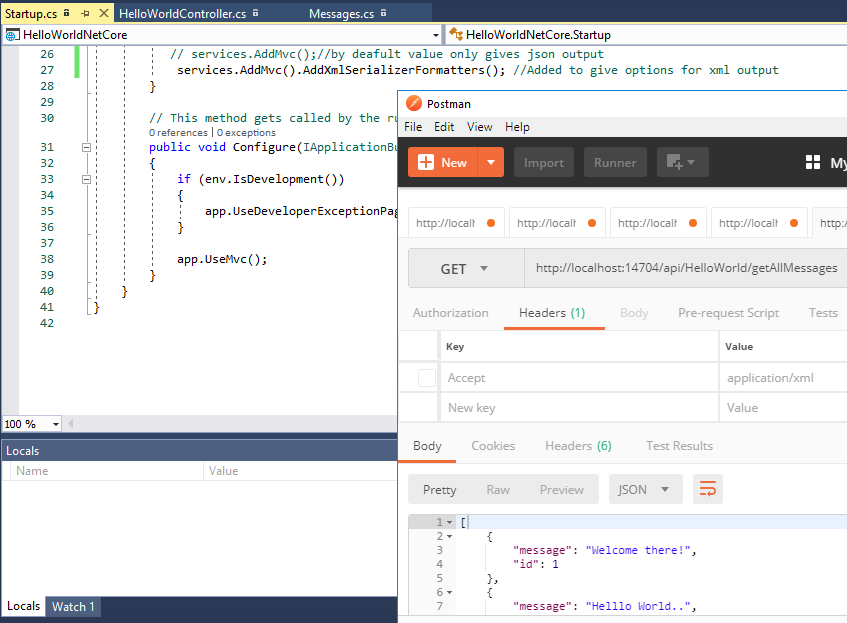 Startup.cs
HelloWorldController.cs
Messages.cs
HelloWorldNetCore
HelloWorldNetCore.Startup
26 // services.AddMvc();//by deafult value only gives json output
27 services.AddMvc().AddXmlSerializerFormatters(); //Added to give options for xml output
28 }
29
30 // This method gets called by the ru
0 references | 0 exceptions
31 public void Configure(IApplicationBu
32 {
33 if (env.IsDevelopment())
34 {
35 app.UseDeveloperExceptionPag
36 }
37
38 app.UseMvc();
39 }
40 }
41 }
42
100 %
Locals
Name Value
Locals Watch 1
Postman
File Edit View Help
New Import Runner My
http://localh http://localh http://localh http://localh http:/
GET http://localhost:14704/api/HelloWorld/getAllMessages
Authorization Headers (1) Body Pre-request Script Tests
Key Value
Accept application/xml
New key Value
Body Cookies Headers (6) Test Results
Pretty Raw Preview JSON
1 [
2 {
3 "message": "Welcome there!",
4 "id": 1
5 },
6 {
7 "message": "Helllo World..",